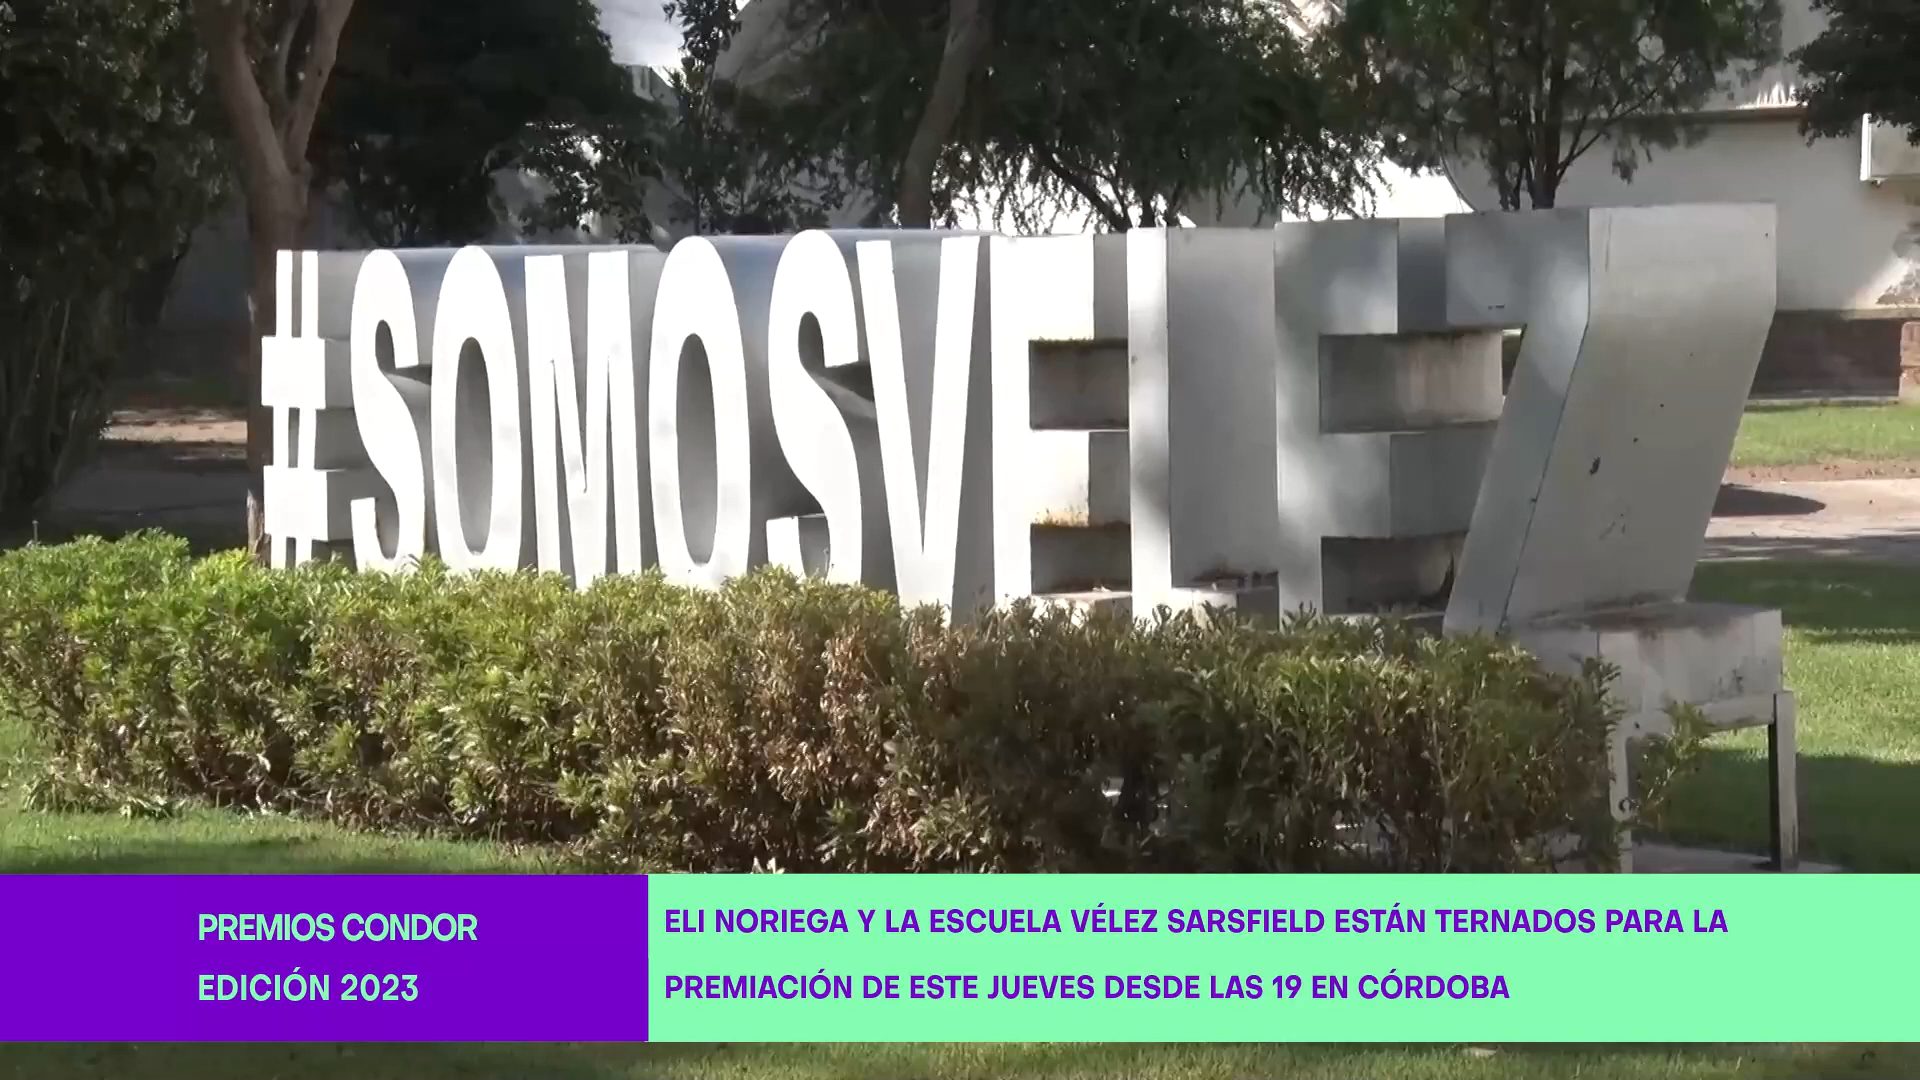 #SOMOSVELEZ
PREMIOS CONDOR
EDICIÓN 2023
ELI NORIEGA Y LA ESCUELA VÉLEZ SARSFIELD ESTÁN TERNADOS PARA LA
PREMIACIÓN DE ESTE JUEVES DESDE LAS 19 EN CÓRDOBA